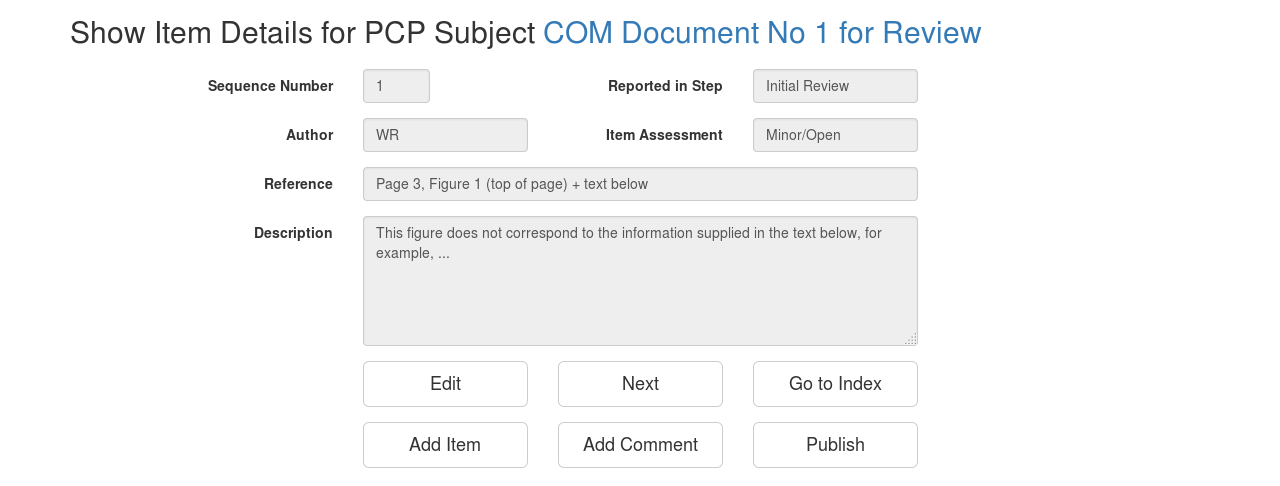 Show Item Details for PCP Subject COM Document No 1 for Review
Sequence Number 1 Reported in Step Initial Review
Author WR Item Assessment Minor/Open
Reference Page 3, Figure 1 (top of page) + text below
Description This figure does not correspond to the information supplied in the text below, for
example, ...
Edit Next Go to Index
Add Item Add Comment Publish